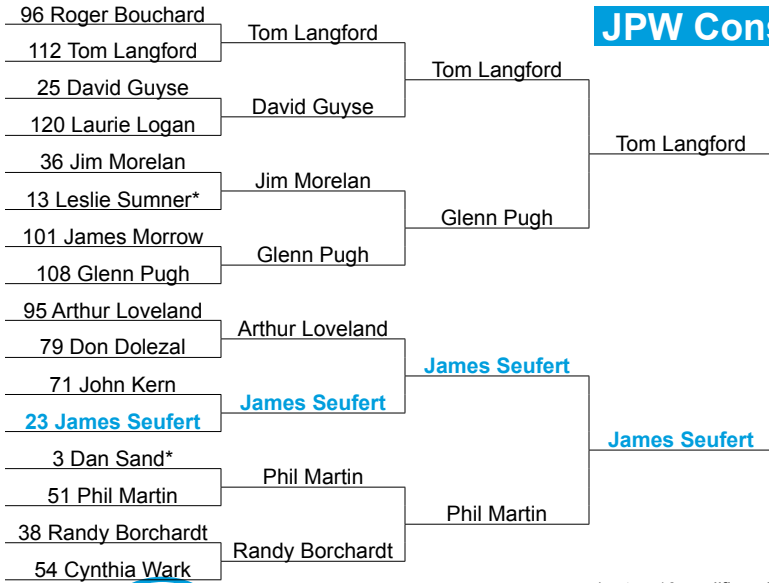 JPW Cons
96 Roger Bouchard
112 Tom Langford
25 David Guyse
120 Laurie Logan
36 Jim Morelan
13 Leslie Sumner*
101 James Morrow
108 Glenn Pugh
95 Arthur Loveland
79 Don Dolezal
71 John Kern
23 James Seufert
3 Dan Sand*
51 Phil Martin
38 Randy Borchardt
54 Cynthia Wark
Tom Langford
David Guyse
Jim Morelan
Glenn Pugh
Arthur Loveland
James Seufert
Phil Martin
Randy Borchardt
Tom Langford
Glenn Pugh
James Seufert
Phil Martin
Tom Langford
James Seufert